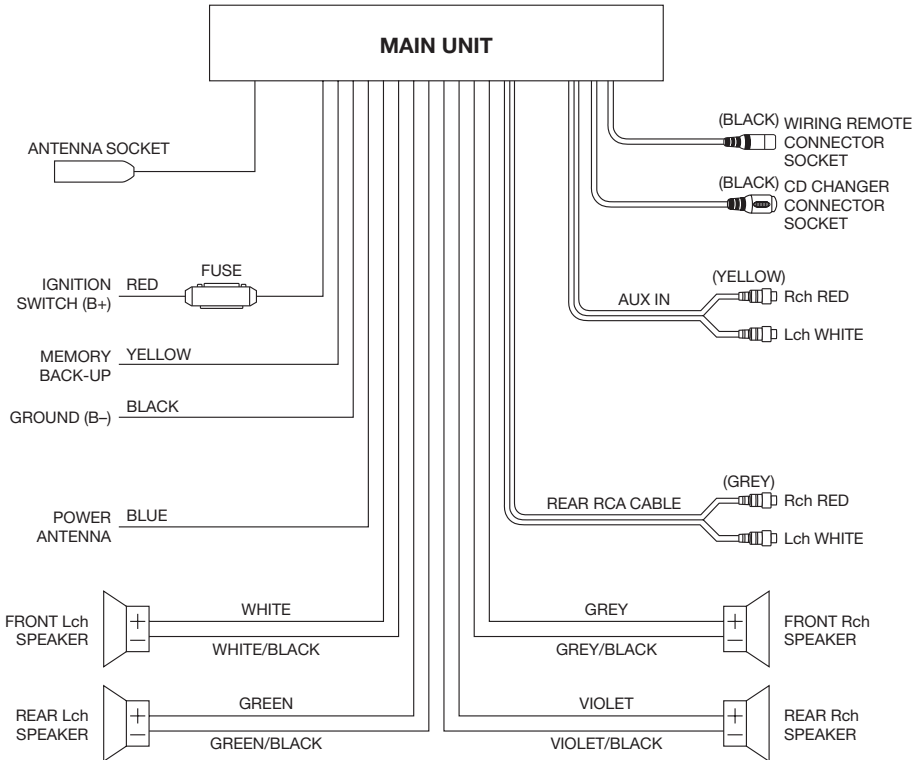 MAIN UNIT
ANTENNA SOCKET
(BLACK) WIRING REMOTE
CONNECTOR
SOCKET
(BLACK) CD CHANGER
CONNECTOR
SOCKET
IGNITION
SWITCH (B+)
RED
FUSE
MEMORY
BACK-UP
YELLOW
GROUND (B–)
BLACK
POWER
ANTENNA
BLUE
AUX IN
(YELLOW)
Rch RED
Lch WHITE
REAR RCA CABLE
(GREY)
Rch RED
Lch WHITE
FRONT Lch
SPEAKER
+
–
WHITE
WHITE/BLACK
GREY
GREY/BLACK
+
–
FRONT Rch
SPEAKER
REAR Lch
SPEAKER
+
–
GREEN
GREEN/BLACK
VIOLET
VIOLET/BLACK
+
–
REAR Rch
SPEAKER